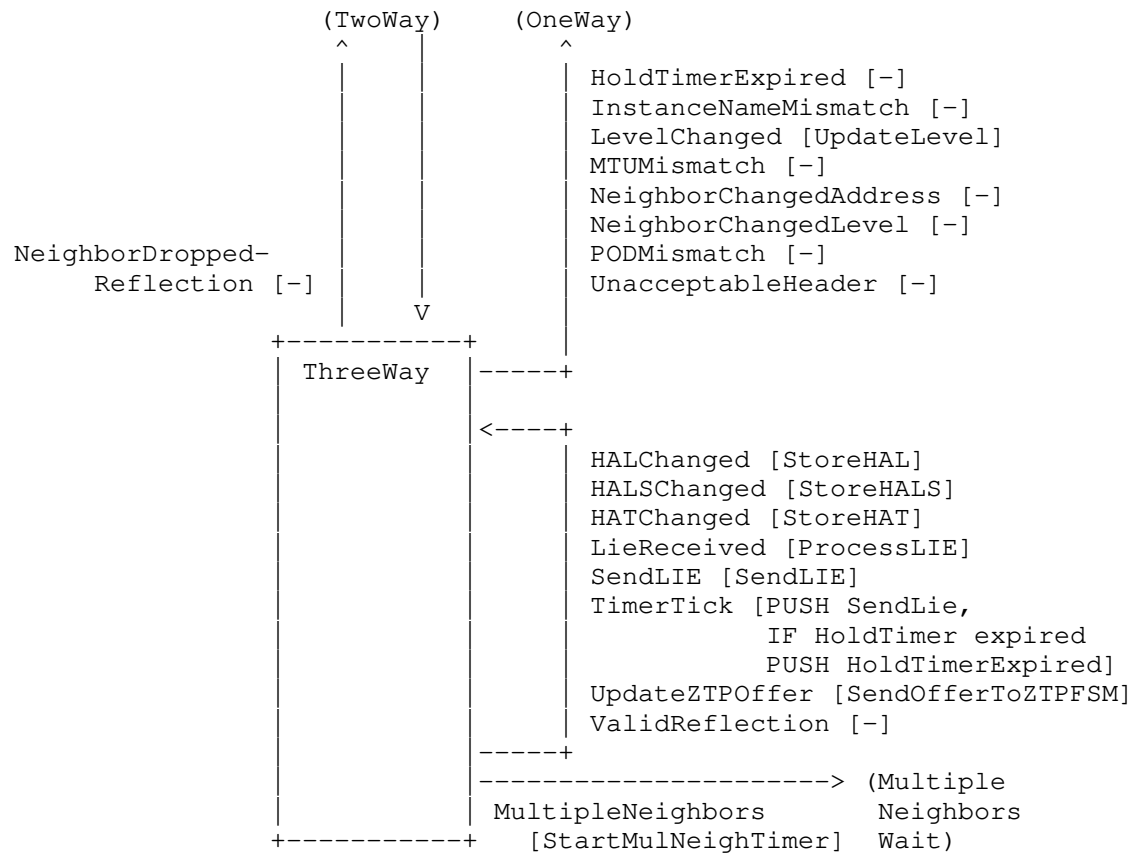 (TwoWay) (OneWay)
HoldTimerExpired [-]
InstanceNameMismatch [-]
LevelChanged [UpdateLevel]
MTUMismatch [-]
NeighborChangedAddress [-]
NeighborChangedLevel [-]
NeighborDropped- PODMismatch [-]
Reflection [-] UnacceptableHeader [-]
ThreeWay
HALChanged [StoreHAL]
HALSChanged [StoreHALS]
HATChanged [StoreHAT]
LieReceived [ProcessLIE]
SendLIE [SendLIE]
TimerTick [PUSH SendLie,
IF HoldTimer expired
PUSH HoldTimerExpired]
UpdateZTPOffer [SendOfferToZTPFSM]
ValidReflection [-]
(Multiple
MultipleNeighbors Neighbors
[StartMulNeighTimer] Wait)